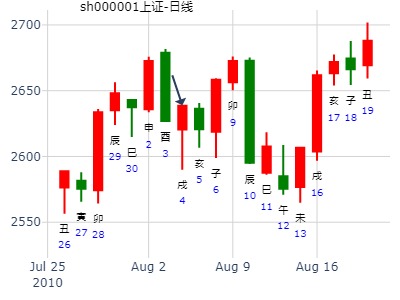 sh000001上证-日线
2700
2650
2600
2550
丑
26
寅
27
卯
28
辰
29
巳
30
申
2
酉
3
戌
4
亥
5
子
6
卯
9
辰
10
巳
11
午
12
未
13
戌
16
亥
17
子
18
丑
19
Jul 25
2010
Aug 2
Aug 9
Aug 16